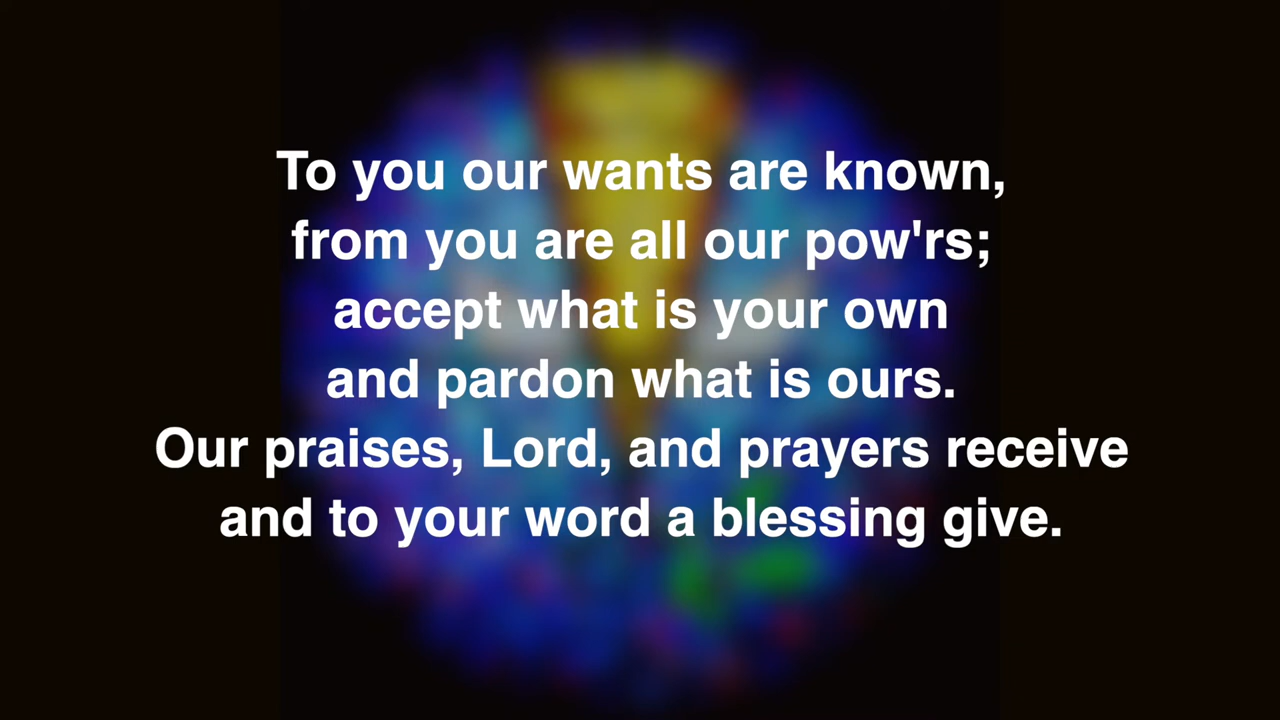 To you our wants are known,
from you are all our pow'rs;
accept what is your own
and pardon what is ours.
Our praises, Lord, and prayers receive
and to your word a blessing give.